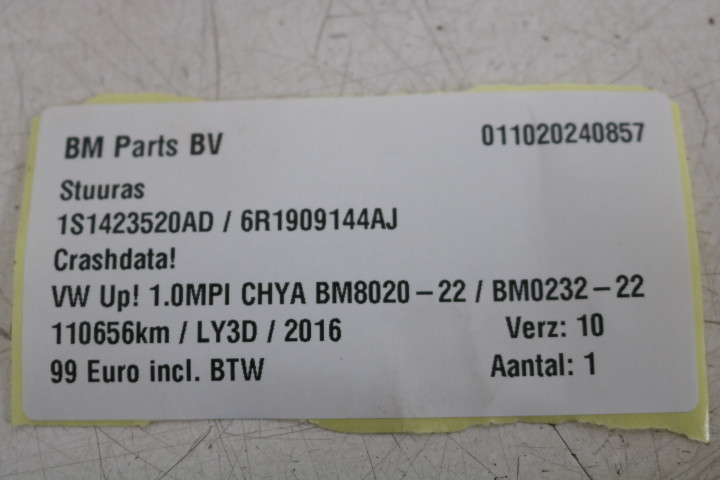 BM Parts BV 011020240857
Stuuras
1S1423520AD / 6R1909144AJ
Crashdata!
VW Up! 1.0MPI CHYA BM8020-22 / BM0232-22
110656km / LY3D / 2016 Verz: 10
99 Euro incl. BTW Aantal: 1